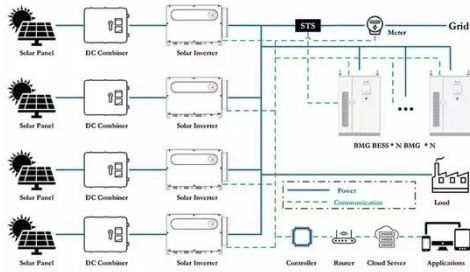 STS
Meter
Grid
Solar Panel DC Combiner Solar Inverter
Solar Panel DC Combiner Solar Inverter
BMG BESS * N BMG * N
Solar Panel DC Combiner Solar Inverter
Power
Communication
Load
Solar Panel DC Combiner Solar Inverter
Controller Router Cloud Server Applications